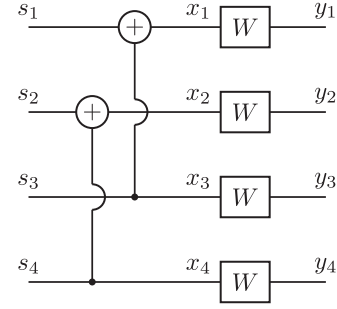 s₁ + x₁ W y₁
s₂ + x₂ W y₂
s₃ x₃ W y₃
s₄ x₄ W y₄